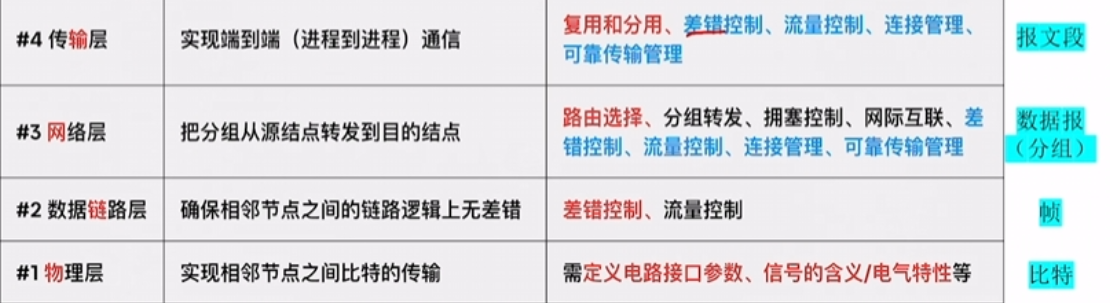 #4 传输层
实现端到端（进程到进程）通信
复用和分用、差错控制、流量控制、连接管理、
可靠传输管理
报文段
#3 网络层
把分组从源结点转发到目的结点
路由选择、分组转发、拥塞控制、网际互联、差
错控制、流量控制、连接管理、可靠传输管理
数据报
（分组）
#2 数据链路层
确保相邻节点之间的链路逻辑上无差错
差错控制、流量控制
帧
#1 物理层
实现相邻节点之间比特的传输
需定义电路接口参数、信号的含义/电气特性等
比特